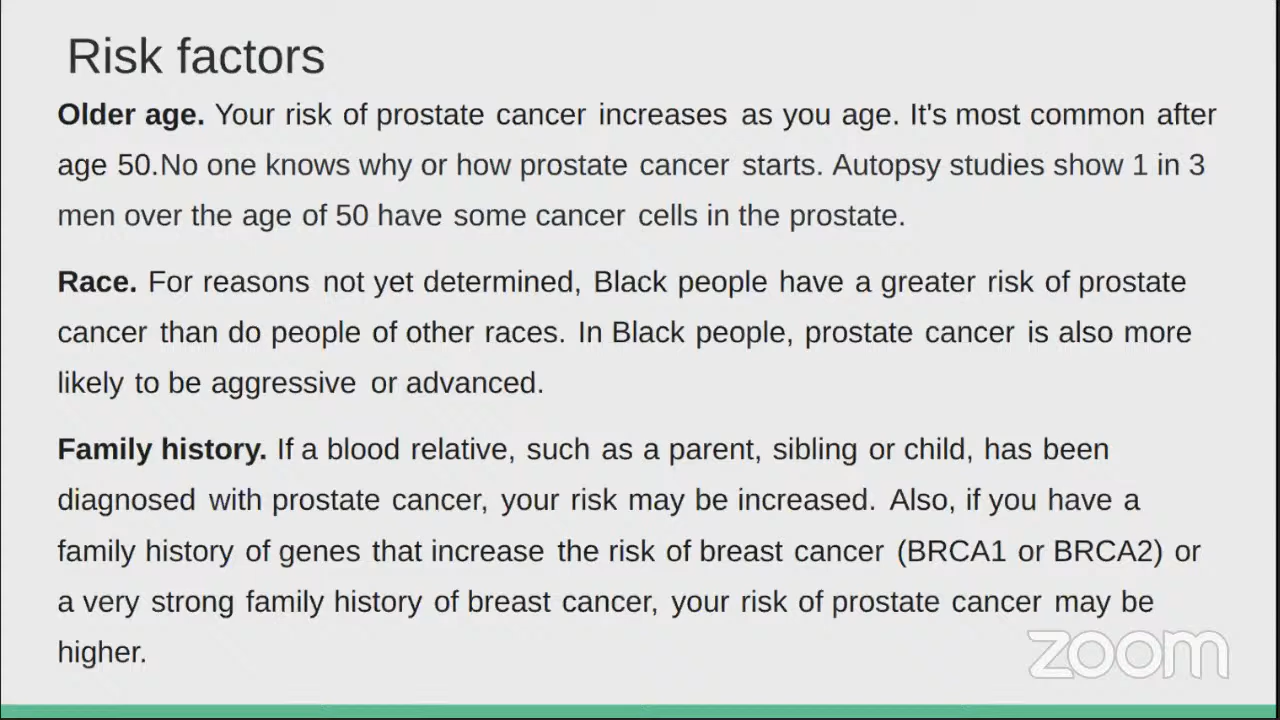 Risk factors
Older age. Your risk of prostate cancer increases as you age. It's most common after
age 50.No one knows why or how prostate cancer starts. Autopsy studies show 1 in 3
men over the age of 50 have some cancer cells in the prostate.
Race. For reasons not yet determined, Black people have a greater risk of prostate
cancer than do people of other races. In Black people, prostate cancer is also more
likely to be aggressive or advanced.
Family history. If a blood relative, such as a parent, sibling or child, has been
diagnosed with prostate cancer, your risk may be increased. Also, if you have a
family history of genes that increase the risk of breast cancer (BRCA1 or BRCA2) or
a very strong family history of breast cancer, your risk of prostate cancer may be
higher.
zoom